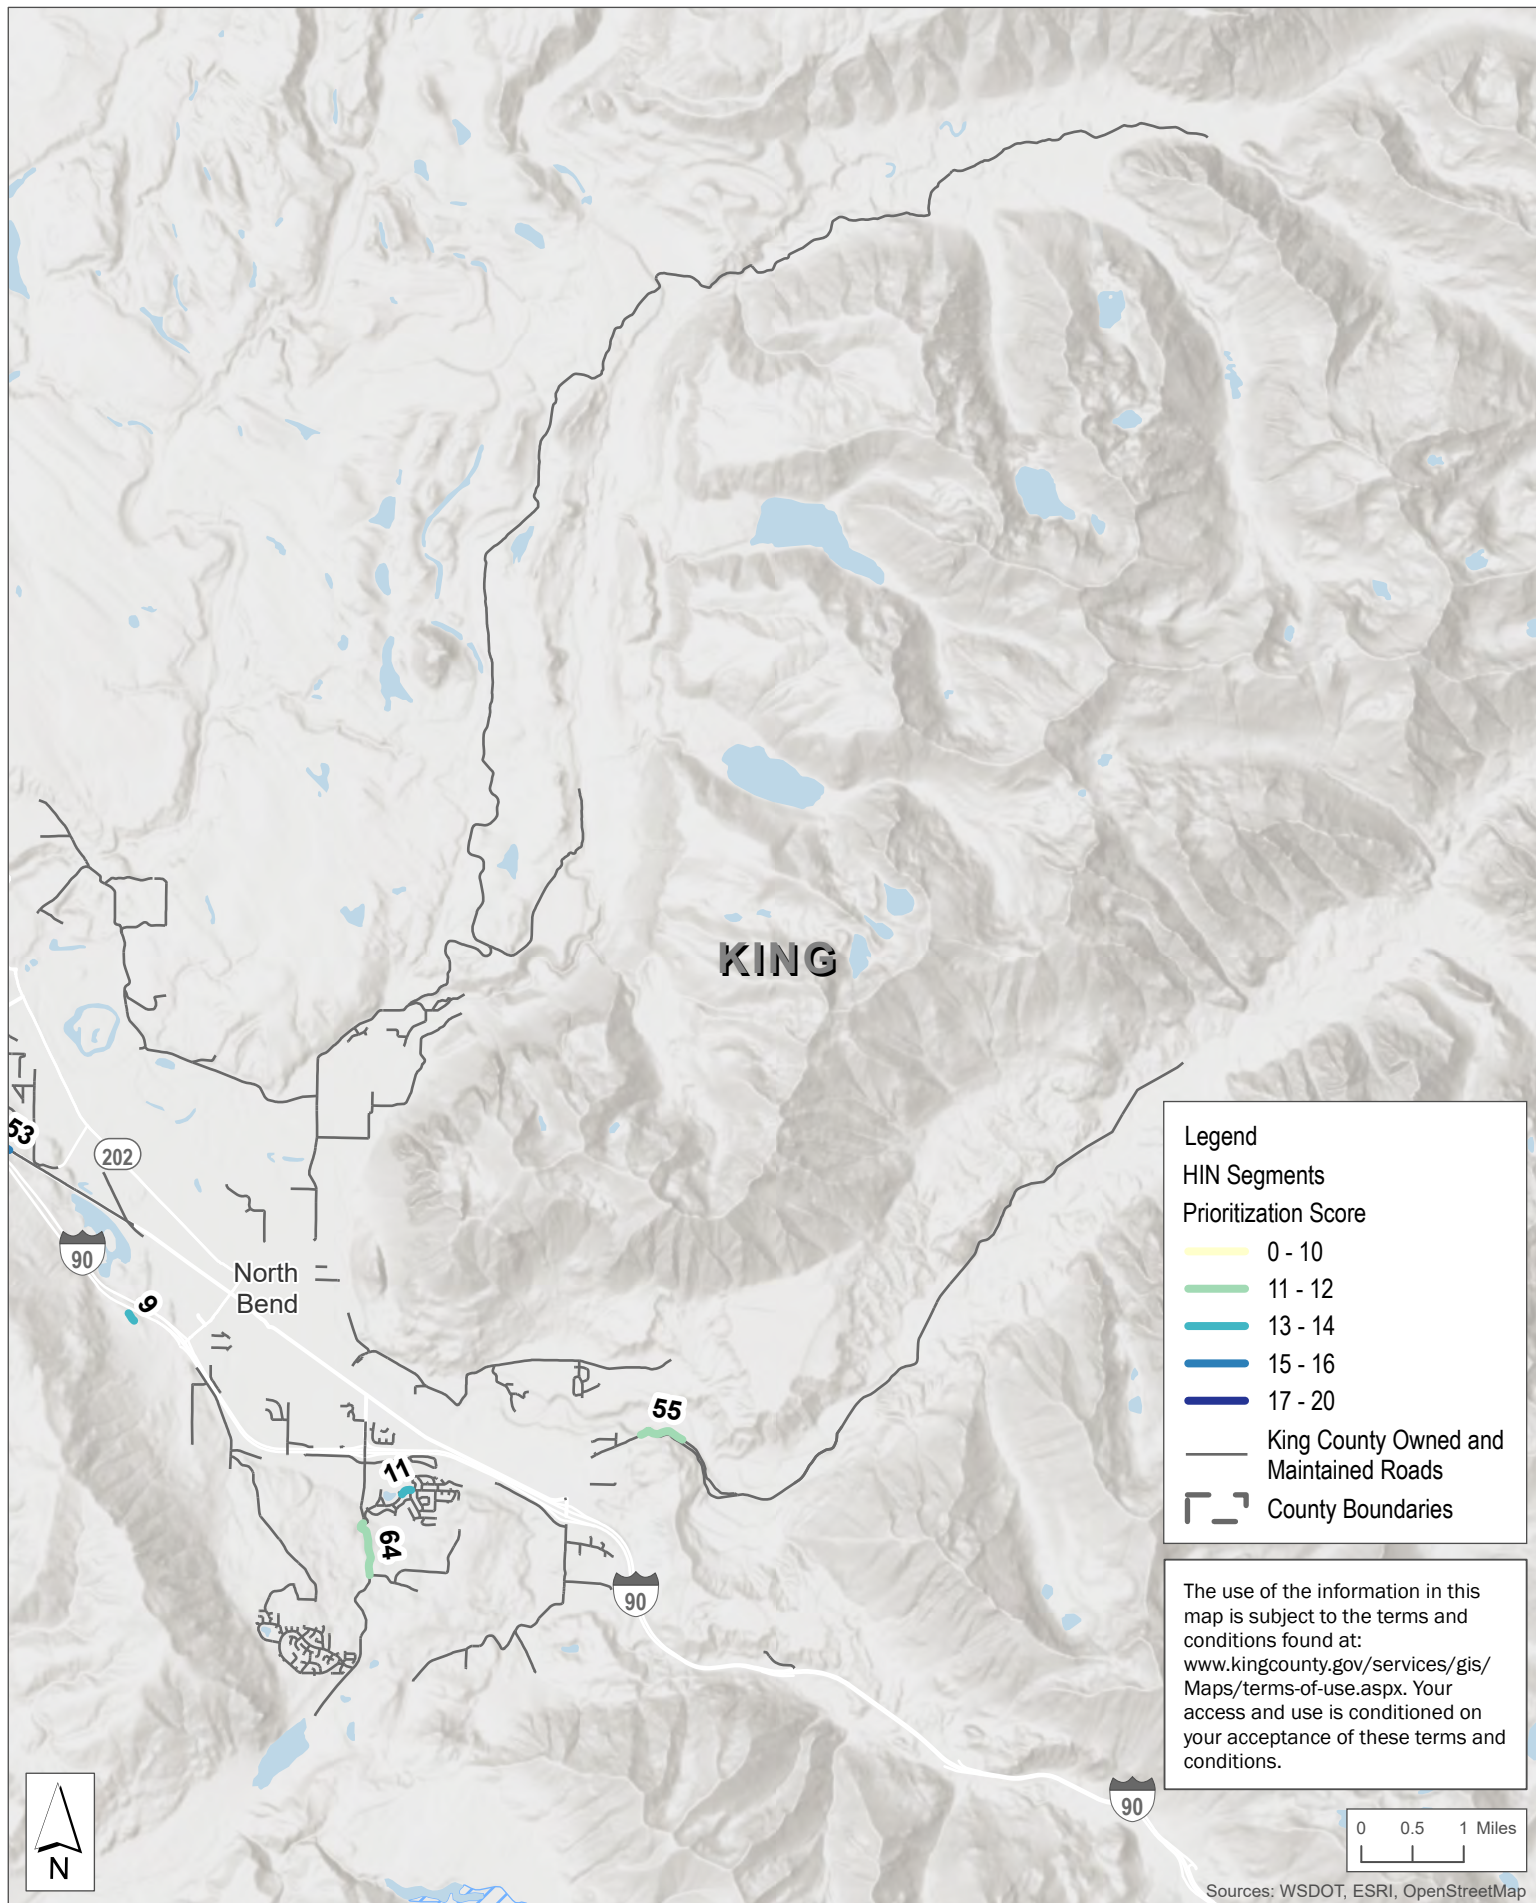 KING
53
202
90
9
North
Bend
55
11
64
90
90
Legend
HIN Segments
Prioritization Score
0 - 10
11 - 12
13 - 14
15 - 16
17 - 20
King County Owned and
Maintained Roads
County Boundaries
The use of the information in this
map is subject to the terms and
conditions found at:
www.kingcounty.gov/services/gis/
Maps/terms-of-use.aspx. Your
access and use is conditioned on
your acceptance of these terms and
conditions.
N
0 0.5 1 Miles
Sources: WSDOT, ESRI, OpenStreetMap